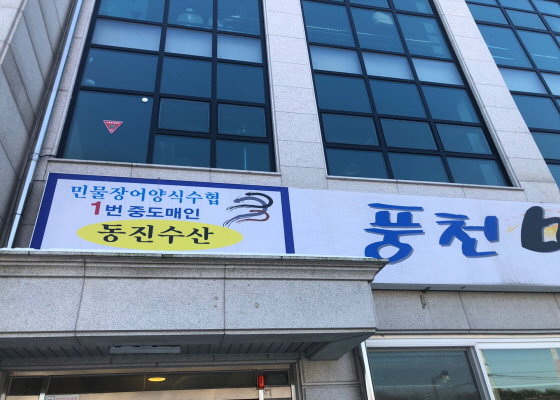 민물장어양식수협
1번 중도매인
동진수산
풍천